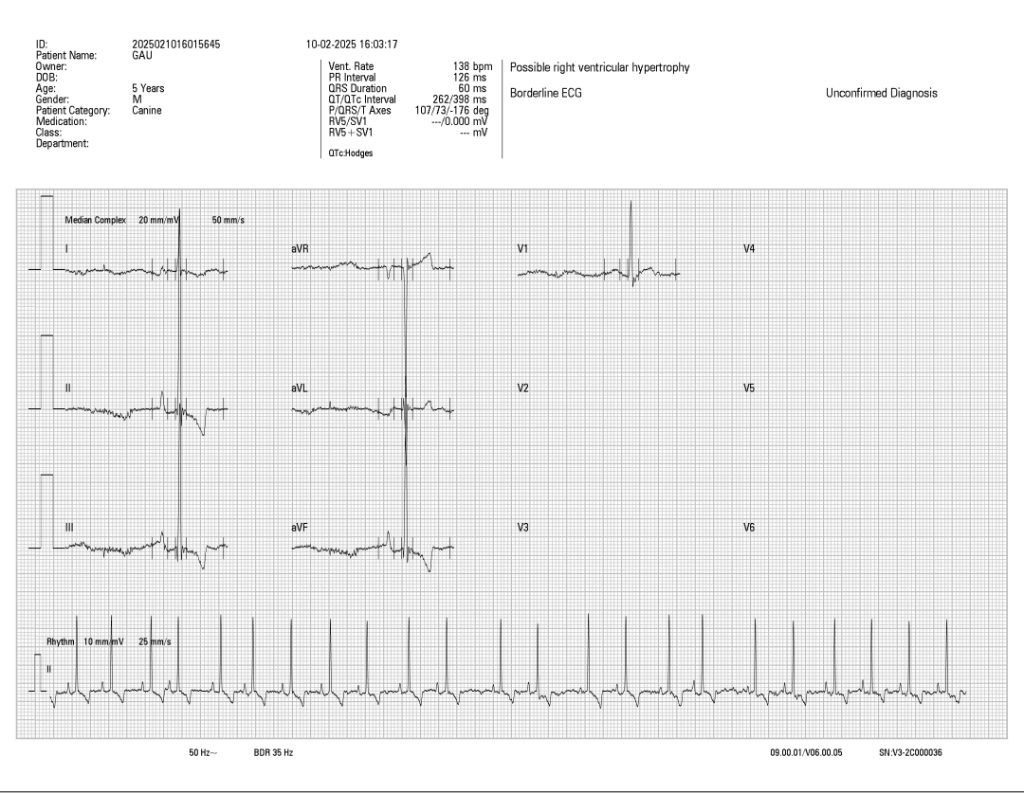 ID: 2025021016015645 10-02-2025 16:03:17
Patient Name: GAU
Owner:
DOB:
Age: 5 Years
Gender: M
Patient Category: Canine
Medication:
Class:
Department:
Vent. Rate 138 bpm
PR Interval 126 ms
QRS Duration 60 ms
QT/QTc Interval 262/398 ms
P/QRS/T Axes 107/73/-176 deg
RV5/SV1 ---/0.000 mV
RV5+SV1 --- mV
QTc:Hodges
Possible right ventricular hypertrophy
Borderline ECG Unconfirmed Diagnosis
Median Complex 20 mm/mV 50 mm/s
I aVR V1 V4
II aVL V2 V5
III aVF V3 V6
Rhythm 10 mm/mV 25 mm/s
II
50 Hz~ BDR 35 Hz 09.00.01/V06.00.05 SN:V3-2C000036